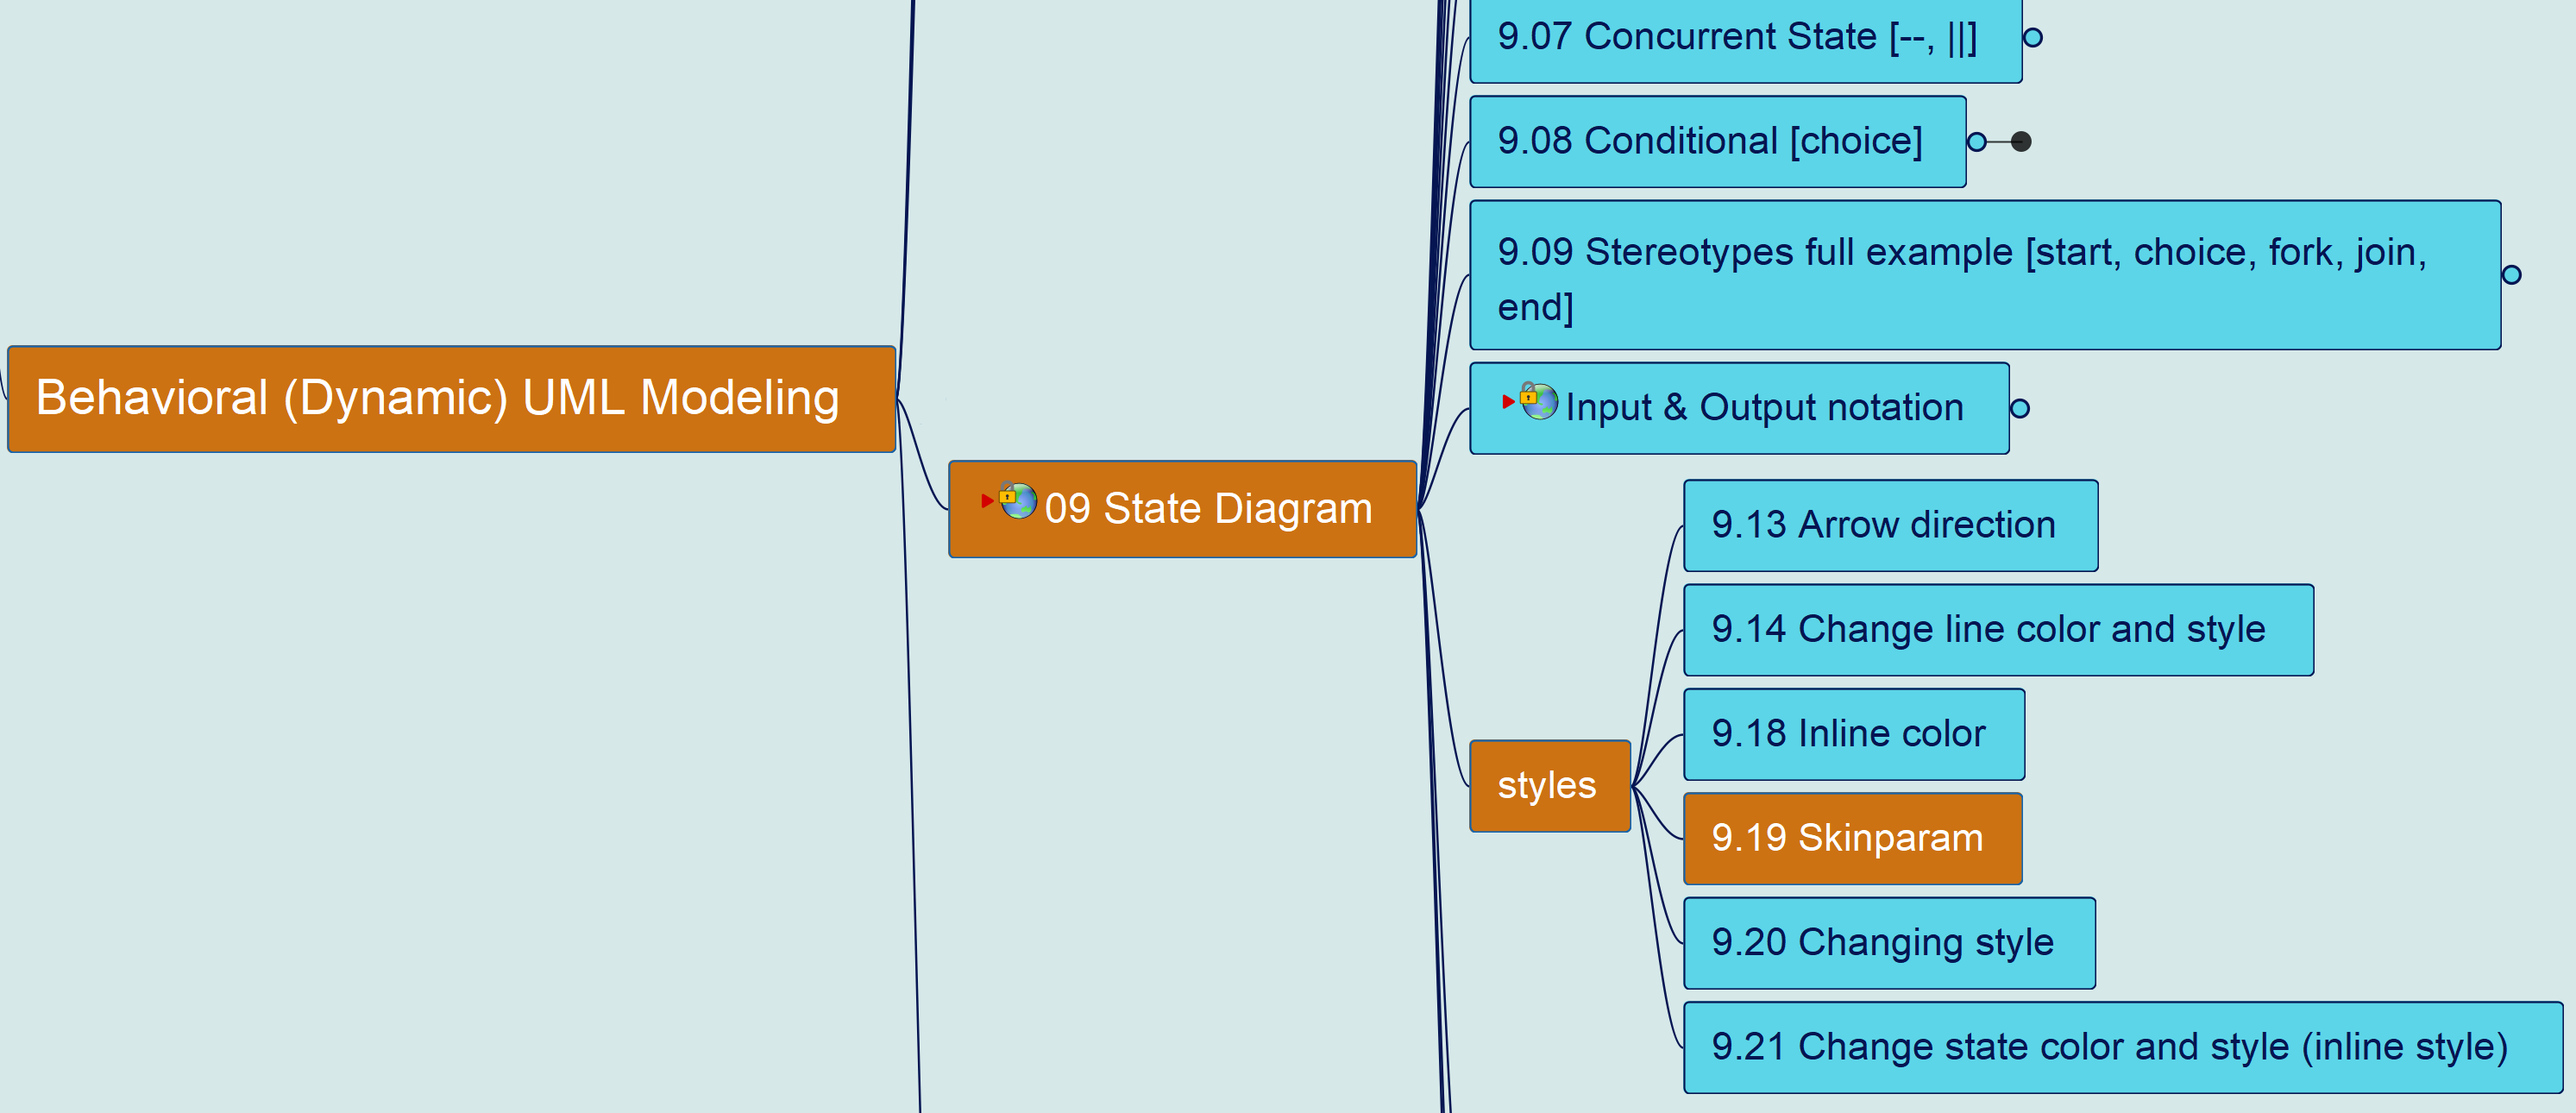 9.07 Concurrent State [--, ||]
9.08 Conditional [choice]
9.09 Stereotypes full example [start, choice, fork, join,
end]
Behavioral (Dynamic) UML Modeling
Input & Output notation
09 State Diagram
9.13 Arrow direction
9.14 Change line color and style
9.18 Inline color
styles
9.19 Skinparam
9.20 Changing style
9.21 Change state color and style (inline style)